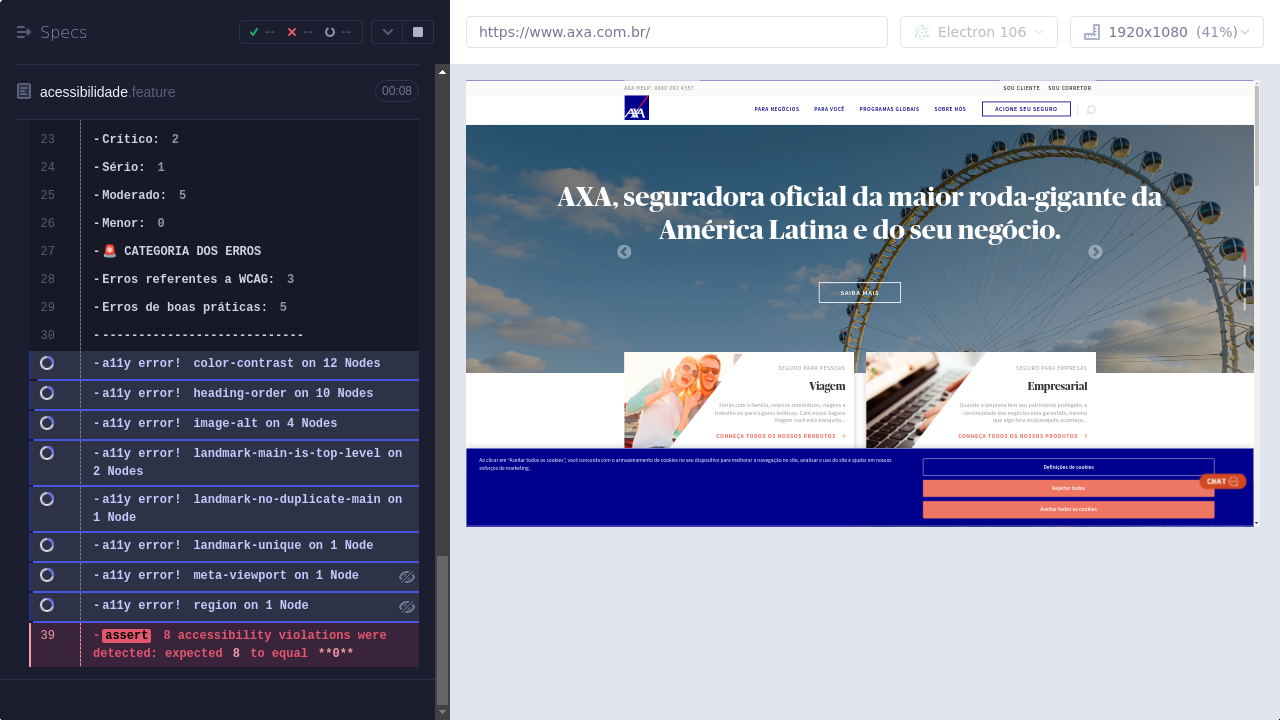 Specs
--
--
--
https://www.axa.com.br/
Electron 106
1920x1080 (41%)
acessibilidade feature
00:08
23 -Crítico: 2
24 -Sério: 1
25 -Moderado: 5
26 -Menor: 0
27 -🚨 CATEGORIA DOS ERROS
28 -Erros referentes a WCAG: 3
29 -Erros de boas práticas: 5
30 -----------------------------
-a11y error! color-contrast on 12 Nodes
-a11y error! heading-order on 10 Nodes
-a11y error! image-alt on 4 Nodes
-a11y error! landmark-main-is-top-level on
-a11y error! landmark-no-duplicate-main on
1 Node
-a11y error! landmark-unique on 1 Node
-a11y error! meta-viewport on 1 Node
-a11y error! region on 1 Node
39 -assert 8 accessibility violations were
detected: expected 8 to equal **0**
AXA HELP: 0800 292 4357
SOU CLIENTE SOU CORRETOR
AXA
PARA NEGÓCIOS PARA VOCÊ PROGRAMAS GLOBAIS SOBRE NÓS ACIONE SEU SEGURO
AXA, seguradora oficial da maior roda-gigante da
América Latina e do seu negócio.
SAIBA MAIS
SEGURO PARA PESSOAS
Viagem
Férias com a família, roteiros românticos, viagens a
trabalho ou para lugares exóticos. Com nosso Seguro
Viagem você está tranquilo...
CONHEÇA TODOS OS NOSSOS PRODUTOS
SEGURO PARA EMPRESAS
Empresarial
Quando a empresa tem seu patrimônio protegido, a
continuidade dos negócios está garantida, mesmo
que algo fora do planejado aconteça...
CONHEÇA TODOS OS NOSSOS PRODUTOS
Ao clicar em "Aceitar todos os cookies", você concorda com o armazenamento de cookies no seu dispositivo para melhorar a navegação no site, analisar o uso do site e ajudar em nossos
esforços de marketing.
Definições de cookies
Rejeitar todos
Aceitar todos os cookies
CHAT